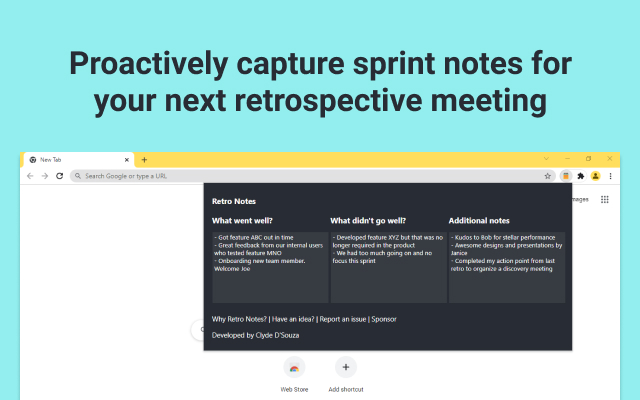 Proactively capture sprint notes for
your next retrospective meeting
New Tab
Search Google or type a URL
Images
Retro Notes
What went well?
What didn't go well?
Additional notes
- Got feature ABC out in time
- Great feedback from our internal users
who tested feature MNO
- Onboarding new team member.
Welcome Joe
- Developed feature XYZ but that was no
longer required in the product
- We had too much going on and no
focus this sprint
- Kudos to Bob for stellar performance
- Awesome designs and presentations by
Janice
- Completed my action point from last
retro to organize a discovery meeting
Why Retro Notes? | Have an idea? | Report an issue | Sponsor
Developed by Clyde D'Souza
Web Store
Add shortcut